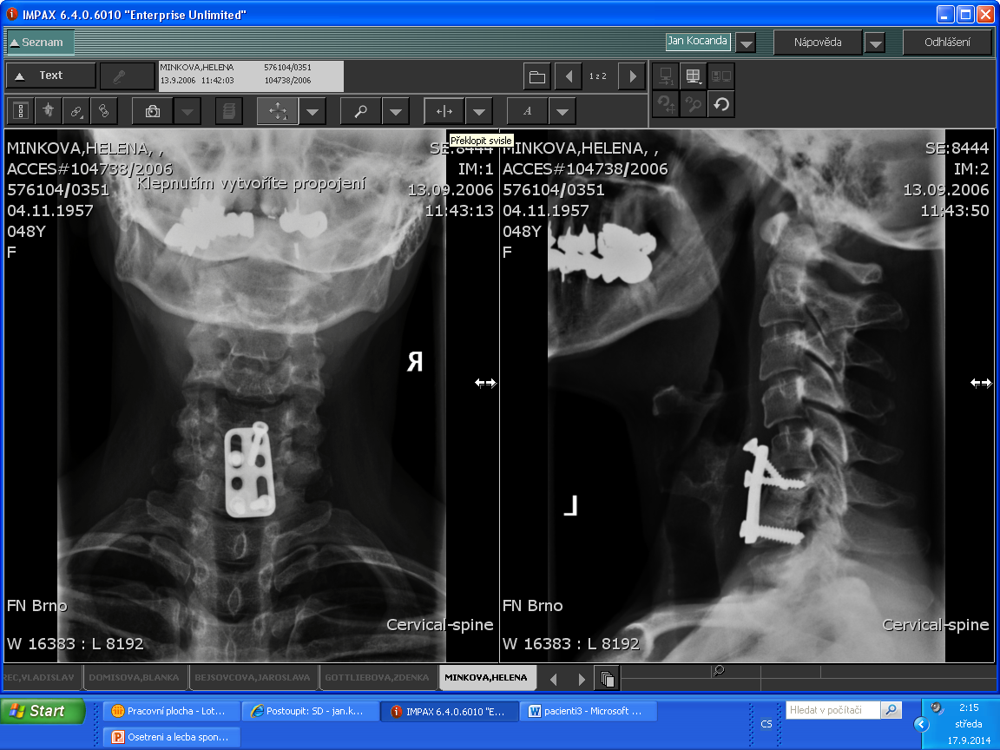 IMPAX 6.4.0.6010 "Enterprise Unlimited"
Seznam
Jan Kocanda
Nápověda
Odhlášení
Text
MINKOVA,HELENA 576104/0351
13.9.2006 11:42:03 104738/2006
1 z 2
A
Překlopit svisle
MINKOVA,HELENA, ,
ACCES#104738/2006
576104/0351
04.11.1957
048Y
F
Klepnutím vytvoříte propojení
SE:8444
IM:1
13.09.2006
11:43:13
R
FN Brno
W 16383 : L 8192
Cervical-spine
MINKOVA,HELENA, ,
ACCES#104738/2006
576104/0351
04.11.1957
048Y
F
SE:8444
IM:2
13.09.2006
11:43:50
L
FN Brno
W 16383 : L 8192
Cervical-spine
REC,VLADISLAV
DOMISOVA,BLANKA
BEJSOVCOVA,JAROSLAVA
GOTTLIEBOVA,ZDENKA
MINKOVA,HELENA
Start
Pracovní plocha - Lot...
Postoupit: SD - jan.k...
IMPAX 6.4.0.6010 "E...
pacienti3 - Microsoft ...
Osetreni a lecba spon...
CS
Hledat v počítači
2:15
středa
17.9.2014